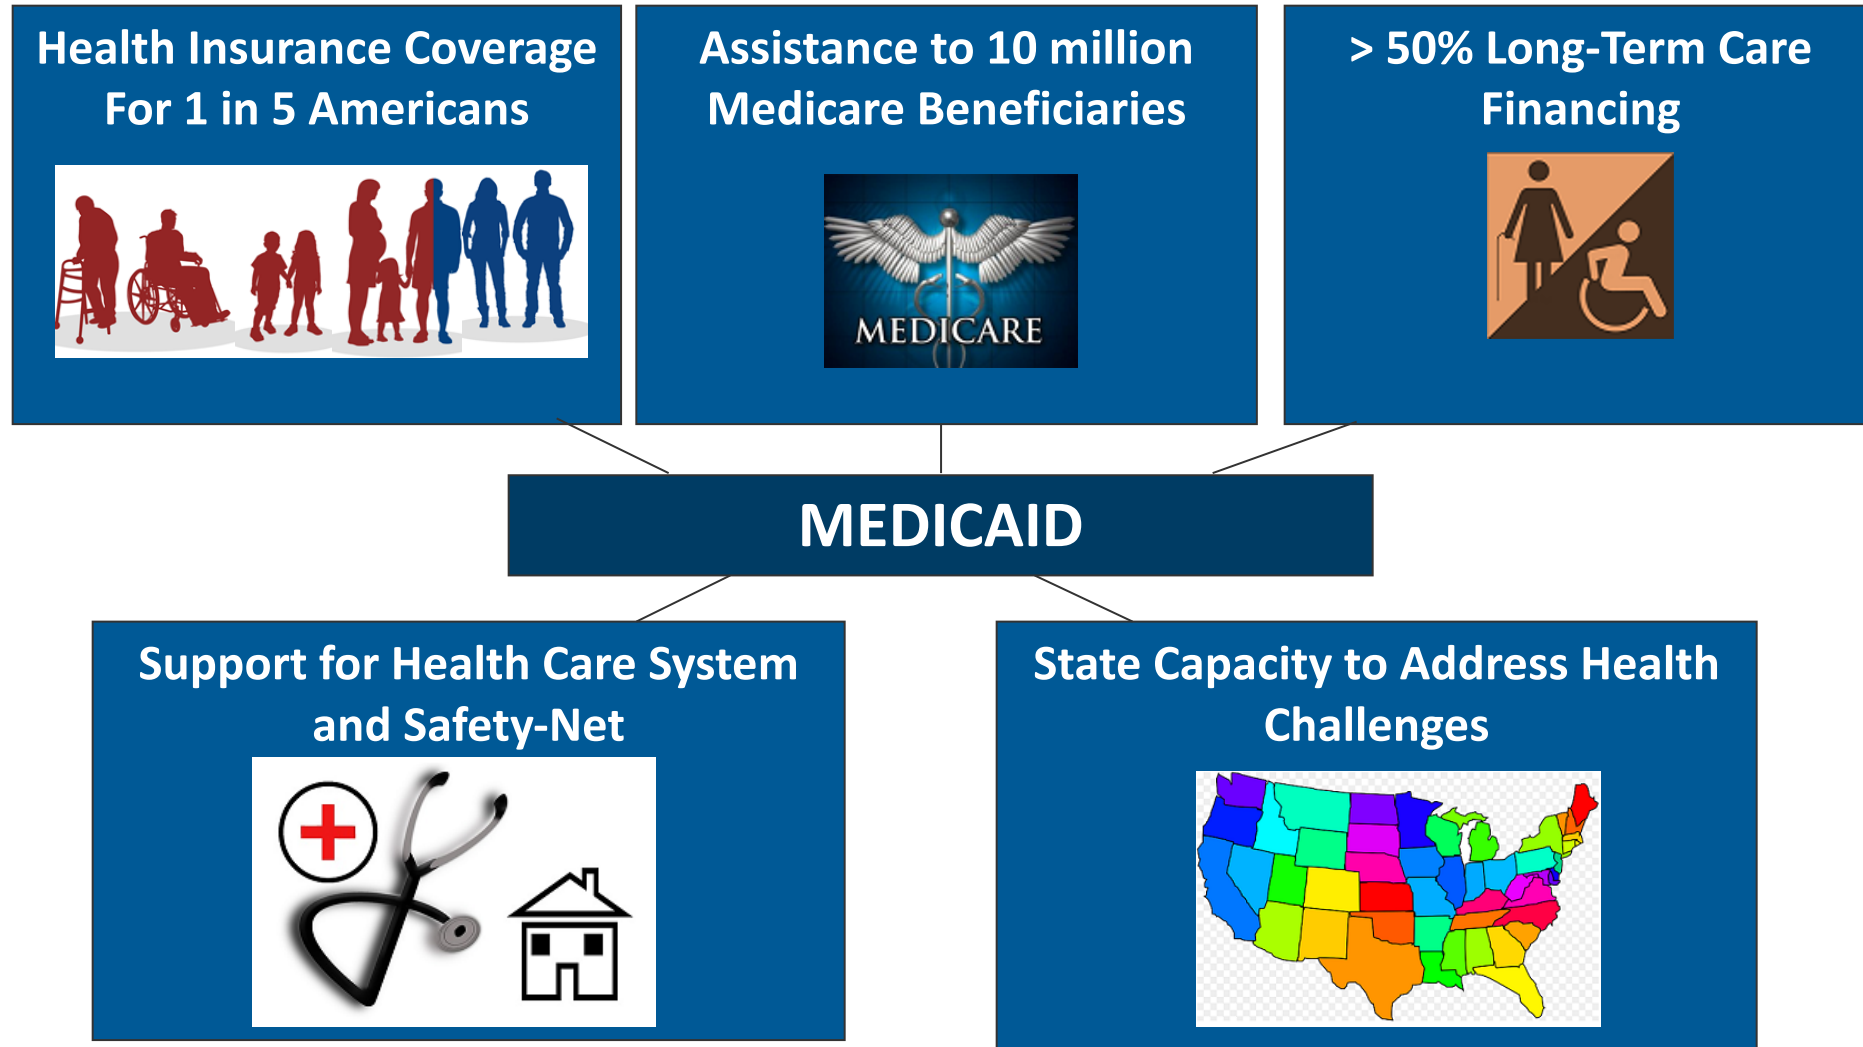 Health Insurance Coverage
For 1 in 5 Americans
Assistance to 10 million
Medicare Beneficiaries
MEDICARE
> 50% Long-Term Care
Financing
MEDICAID
Support for Health Care System
and Safety-Net
State Capacity to Address Health
Challenges